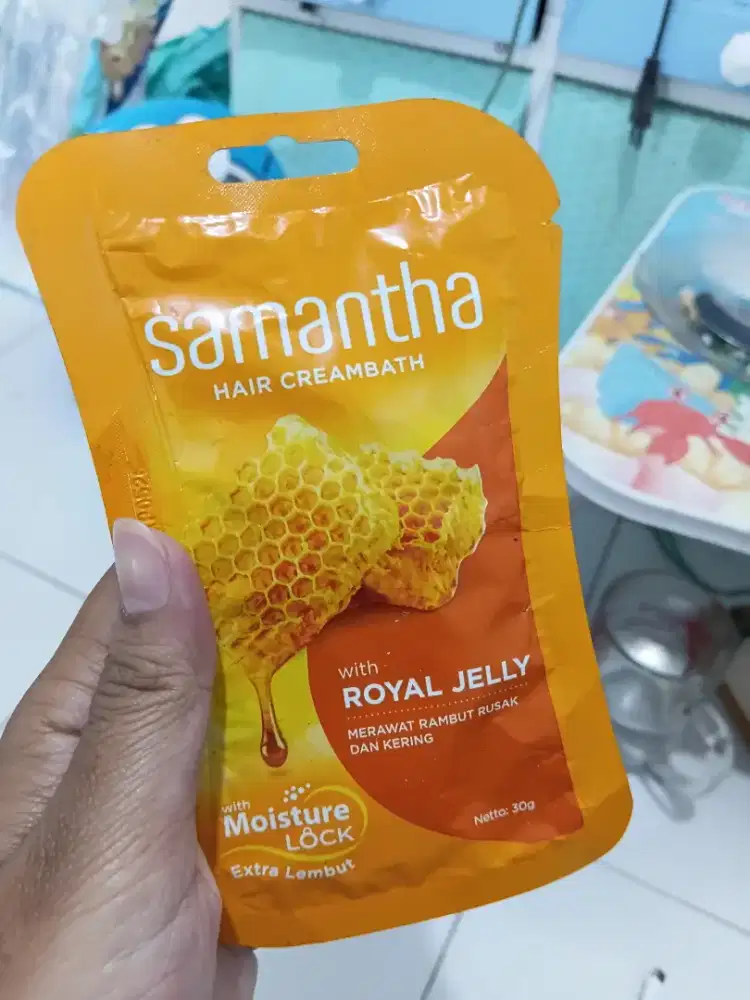 samantha
HAIR CREAMBATH
with
ROYAL JELLY
MERAWAT RAMBUT RUSAK
DAN KERING
Netto: 30g
with
Moisture
LOCK
Extra Lembut